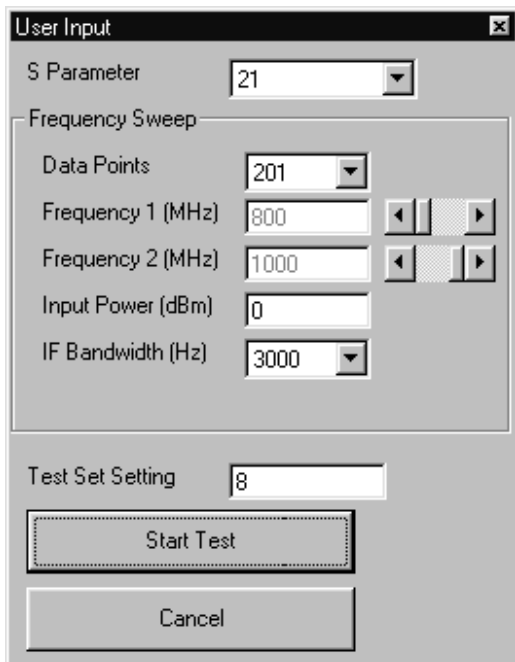 User Input
S Parameter 21
Frequency Sweep
Data Points 201
Frequency 1 (MHz) 800
Frequency 2 (MHz) 1000
Input Power (dBm) 0
IF Bandwidth (Hz) 3000
Test Set Setting 8
Start Test
Cancel